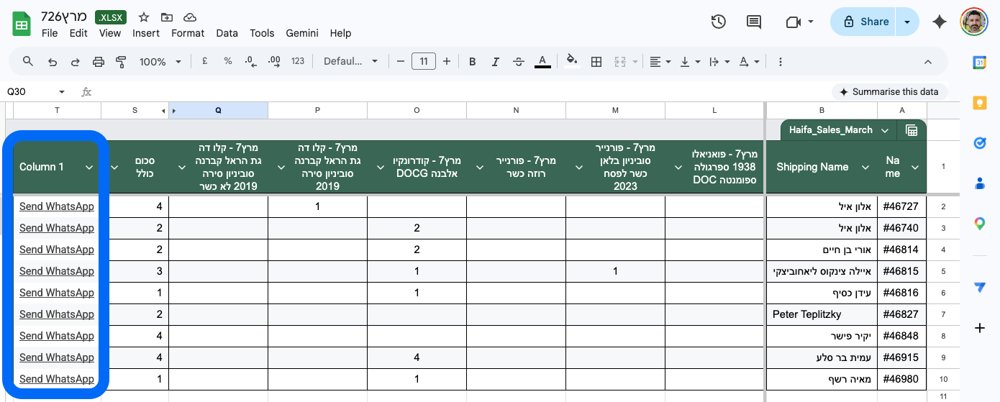 מרץ726 .XLSX
File Edit View Insert Format Data Tools Gemini Help
Share
100% £ % .0 .00 123 Defaul... 11 B I S A A
31
Q30 fx
Summarise this data
T S Q P O N M L B A
Haifa_Sales_March
Column 1
סכום
כולל
מרץ7 - קלו דה
גת הראל קברנה
סוביניון סירה
2019 לא כשר
מרץ7 - קלו דה
גת הראל קברנה
סוביניון סירה
2019
מרץ7 - קודרונקיו
אלבנה DOCG
מרץ7 - פורנייר
רוזה כשר
מרץ7 - פורנייר
סוביניון בלאן
כשר לפסח
2023
מרץ7 - פואניאלו
1938 ספרגולה
ספומנטה DOC
Shipping Name
Na
me
1
Send WhatsApp 4 1 אלון איל #46727 2
Send WhatsApp 2 2 אלון איל #46740 3
Send WhatsApp 2 2 אורי בן חיים #46814 4
Send WhatsApp 3 1 1 איילה צינקוס ליאחוביצקי #46815 5
Send WhatsApp 1 1 עידן כסיף #46816 6
Send WhatsApp 2 Peter Teplitzky #46827 7
Send WhatsApp 4 יקיר פישר #46848 8
Send WhatsApp 4 4 עמית בר סלע #46915 9
Send WhatsApp 1 1 מאיה רשף #46980 10
11